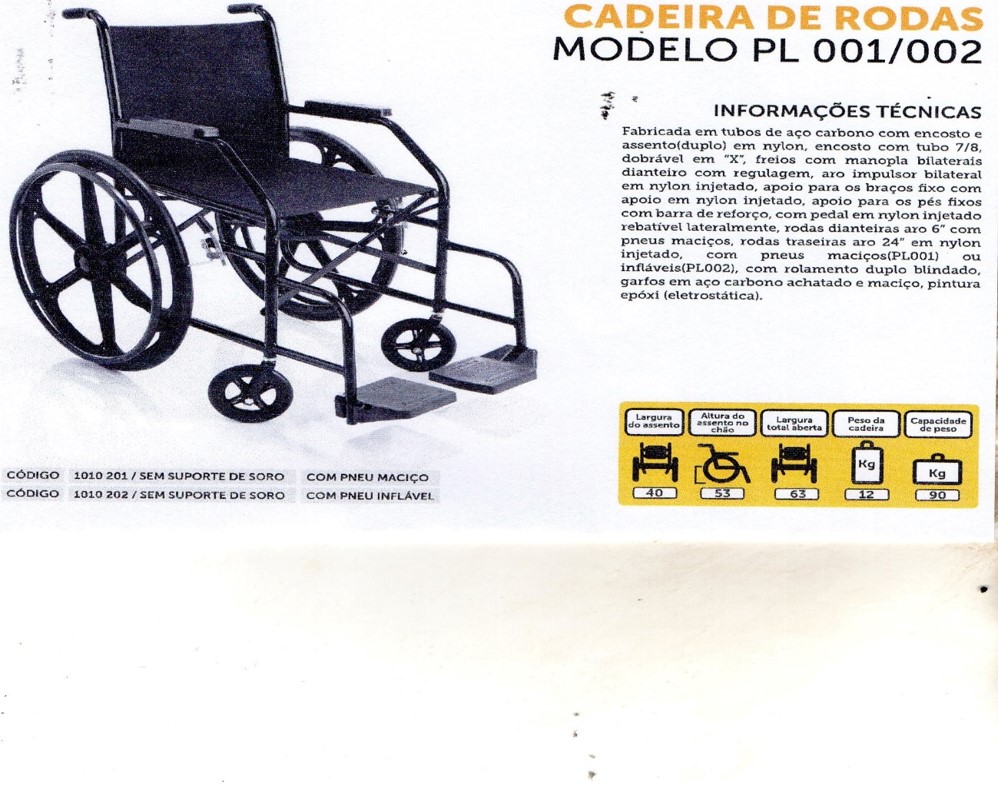 CADEIRA DE RODAS
MODELO PL 001/002
INFORMAÇÕES TÉCNICAS
Fabricada em tubos de aço carbono com encosto e
assento(duplo) em nylon, encosto com tubo 7/8,
dobrável em “X”, freios com manopla bilaterais
dianteiro com regulagem, aro impulsor bilateral
em nylon injetado, apoio para os braços fixo com
apoio em nylon injetado, apoio para os pés fixos
com barra de reforço, com pedal em nylon injetado
rebatível lateralmente, rodas dianteiras aro 6” com
pneus maciços, rodas traseiras aro 24” em nylon
injetado, com pneus maciços(PL001) ou
infláveis(PL002), com rolamento duplo blindado,
garfos em aço carbono achatado e maciço, pintura
epóxi (eletrostática).
Largura
do assento
Altura do
assento no
chão
Largura
total aberta
Peso da
cadeira
Capacidade
de peso
Kg
Kg
40
53
63
12
90
CÓDIGO 1010 201 / SEM SUPORTE DE SORO COM PNEU MACIÇO
CÓDIGO 1010 202 / SEM SUPORTE DE SORO COM PNEU INFLÁVEL